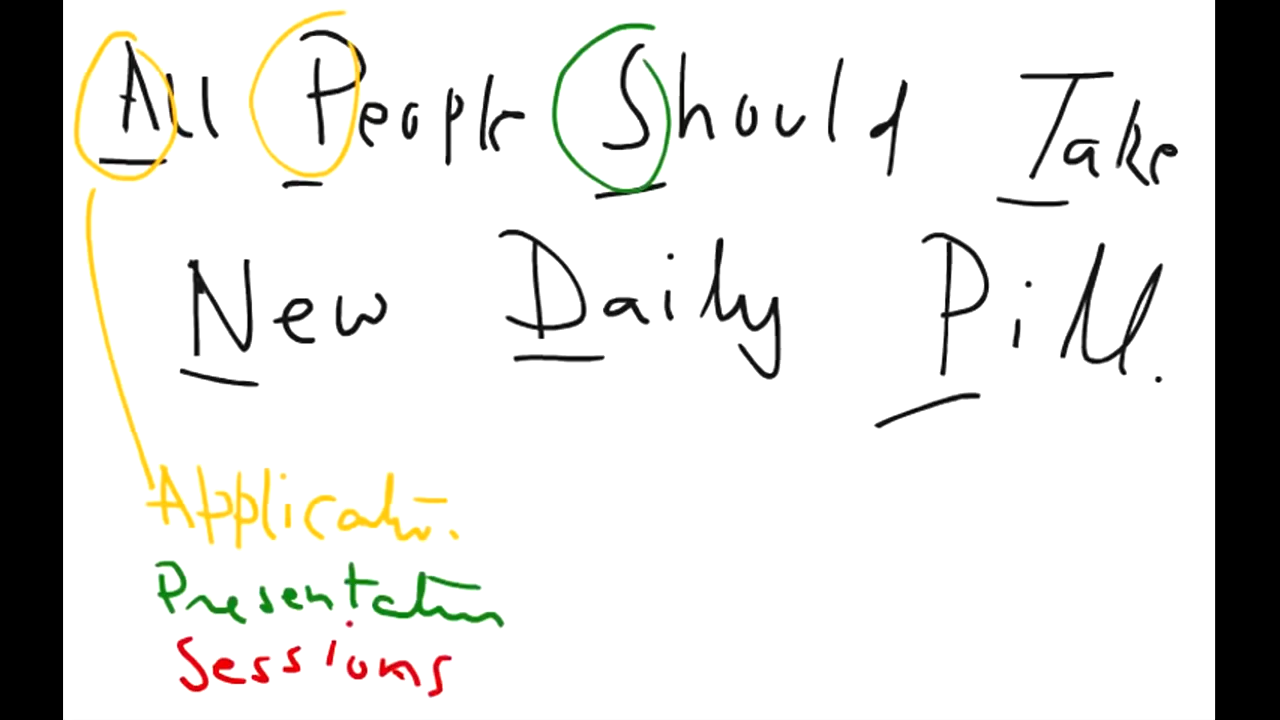 All People Should Take
New Daily Pill.
Application.
Presentation
Sessions